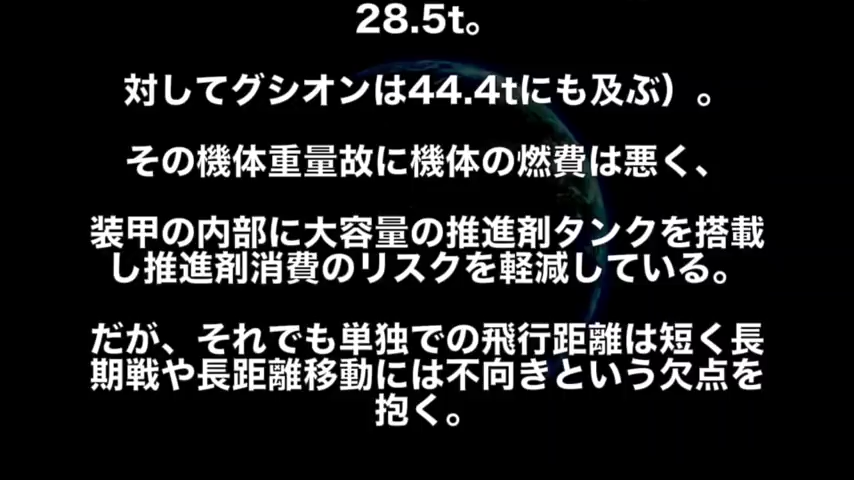 28.5t。
対してグシオンは44.4tにも及ぶ）。
その機体重量故に機体の燃費は悪く、
装甲の内部に大容量の推進剤タンクを搭載
し推進剤消費のリスクを軽減している。
だが、それでも単独での飛行距離は短く長
期戦や長距離移動には不向きという欠点を
抱く。